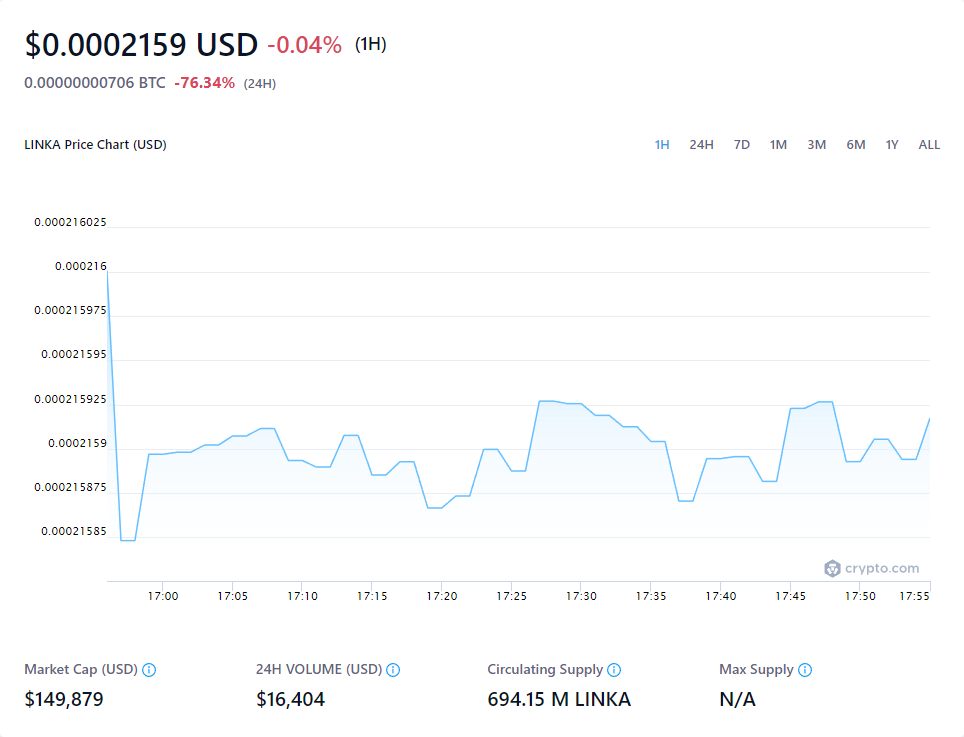 $0.0002159 USD -0.04% (1H)
0.00000000706 BTC -76.34% (24H)
LINKA Price Chart (USD) 1H 24H 7D 1M 3M 6M 1Y ALL
0.000216025
0.000216
0.000215975
0.00021595
0.000215925
0.0002159
0.000215875
0.00021585
crypto.com
17:00 17:05 17:10 17:15 17:20 17:25 17:30 17:35 17:40 17:45 17:50 17:55
Market Cap (USD) 24H VOLUME (USD) Circulating Supply Max Supply
$149,879 $16,404 694.15 M LINKA N/A